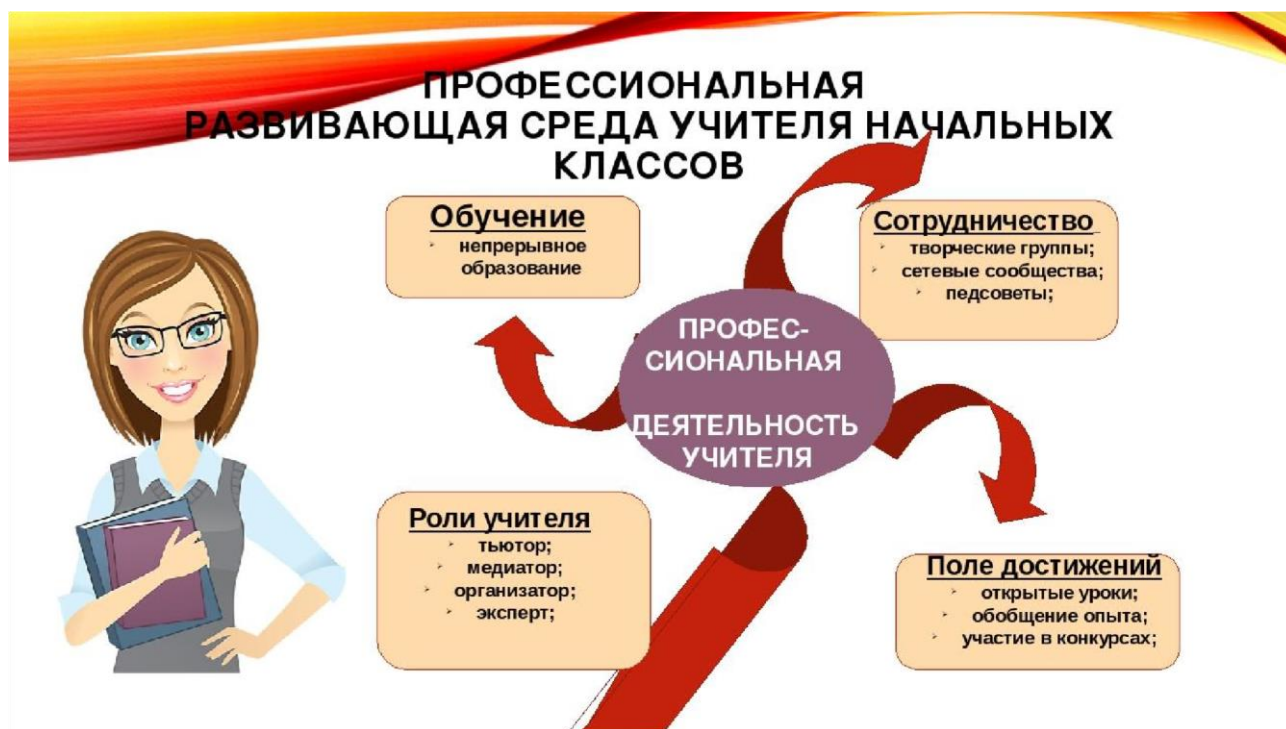 ПРОФЕССИОНАЛЬНАЯ
РАЗВИВАЮЩАЯ СРЕДА УЧИТЕЛЯ НАЧАЛЬНЫХ
КЛАССОВ
Обучение
непрерывное
образование
Сотрудничество
творческие группы;
сетевые сообщества;
педсоветы;
ПРОФЕС-
СИОНАЛЬНАЯ
ДЕЯТЕЛЬНОСТЬ
УЧИТЕЛЯ
Роли учителя
тьютор;
медиатор;
организатор;
эксперт;
Поле достижений
открытые уроки;
обобщение опыта;
участие в конкурсах;